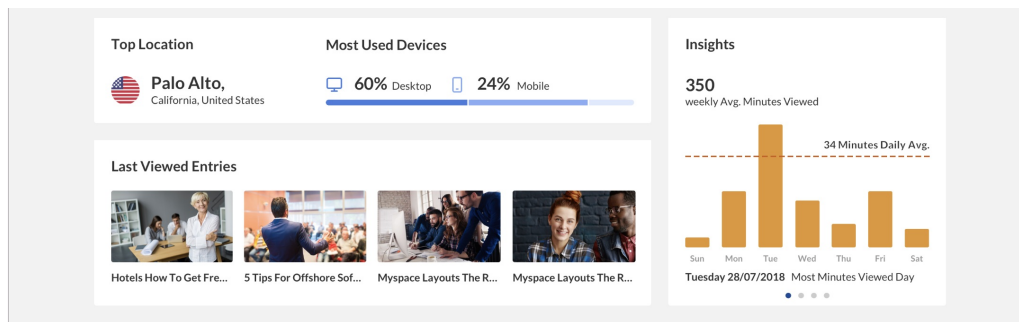 Top Location
Palo Alto,
California, United States
Most Used Devices
60% Desktop
24% Mobile
Last Viewed Entries
Hotels How To Get Fre...
5 Tips For Offshore Sof...
Myspace Layouts The R...
Myspace Layouts The R...
Insights
350
weekly Avg. Minutes Viewed
34 Minutes Daily Avg.
Sun Mon Tue Wed Thu Fri Sat
Tuesday 28/07/2018 Most Minutes Viewed Day